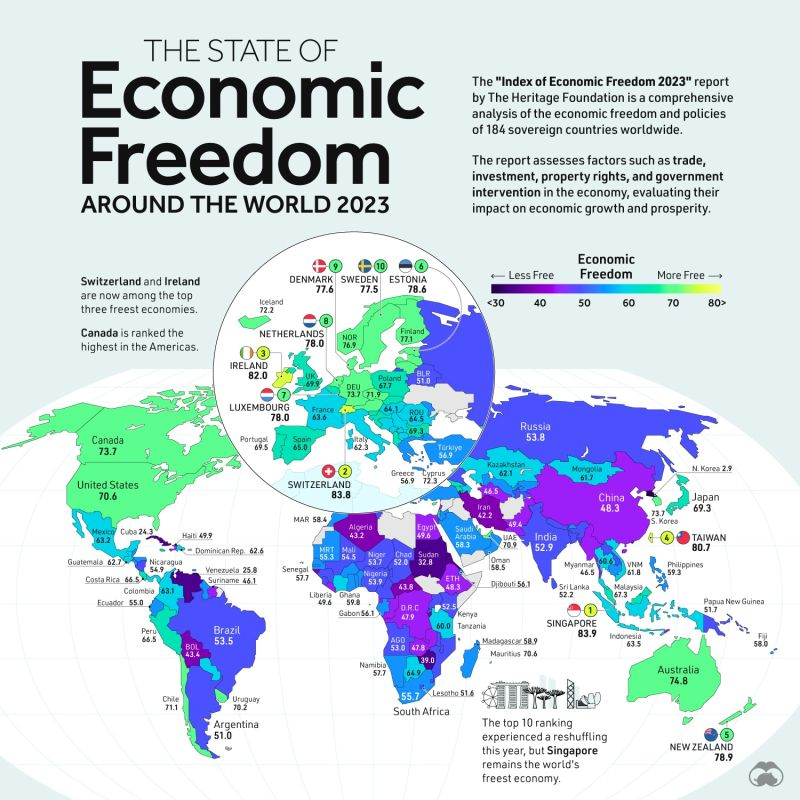 THE STATE OF
Economic
Freedom
AROUND THE WORLD 2023
The "Index of Economic Freedom 2023" report
by The Heritage Foundation is a comprehensive
analysis of the economic freedom and policies
of 184 sovereign countries worldwide.
The report assesses factors such as trade,
investment, property rights, and government
intervention in the economy, evaluating their
impact on economic growth and prosperity.
Switzerland and Ireland
are now among the top
three freest economies.
Canada is ranked the
highest in the Americas.
Economic
Freedom
← Less Free
More Free →
<30 40 50 60 70 80>
9
DENMARK
77.6
10
SWEDEN
77.5
6
ESTONIA
78.6
Iceland
72.2
8
NETHERLANDS
78.0
NOR
76.9
Finland
77.1
3
IRELAND
82.0
UK
69.9
7
LUXEMBOURG
78.0
DEU
73.7
71.9
Poland
67.7
BLR
51.0
France
63.6
64.1
ROU
64.5
69.3
Portugal
69.5
Spain
65.0
Italy
62.3
Türkiye
56.9
Greece
56.9
Cyprus
72.3
2
SWITZERLAND
83.8
Canada
73.7
United States
70.6
Mexico
63.2
Cuba 24.3
Haiti 49.9
Dominican Rep. 62.6
Guatemala 62.7
Nicaragua
54.9
Venezuela 25.8
Suriname 46.1
Costa Rica 66.5
Colombia
63.1
Ecuador 55.0
Peru
66.5
Brazil
53.5
BOL
43.4
Chile
71.1
Uruguay
70.2
Argentina
51.0
MAR 58.4
Algeria
43.2
Egypt
49.6
MRT
55.3
Mali
54.5
Niger
53.7
Chad
52.0
Sudan
32.8
Senegal
57.7
Nigeria
53.9
ETH
48.3
Djibouti 56.1
Liberia
49.6
Ghana
59.8
43.8
Gabon 56.1
D.R.C
47.9
52.5
Kenya
60.0
Tanzania
AGO
53.0
47.8
39.0
Madagascar 58.9
Mauritius 70.6
Namibia
57.7
64.9
55.7
Lesotho 51.6
South Africa
Russia
53.8
Kazakhstan
62.1
Mongolia
61.7
N. Korea 2.9
46.5
Iran
42.2
China
48.3
73.7
S. Korea
Japan
69.3
49.4
Saudi
Arabia
58.3
UAE
70.9
Oman
58.5
India
52.9
4
TAIWAN
80.7
Myanmar
46.5
60.6
VNM
61.8
Philippines
59.3
Sri Lanka
52.2
Malaysia
67.3
1
SINGAPORE
83.9
Papua New Guinea
51.7
Indonesia
63.5
Fiji
58.0
Australia
74.8
5
NEW ZEALAND
78.9
The top 10 ranking
experienced a reshuffling
this year, but Singapore
remains the world's
freest economy.